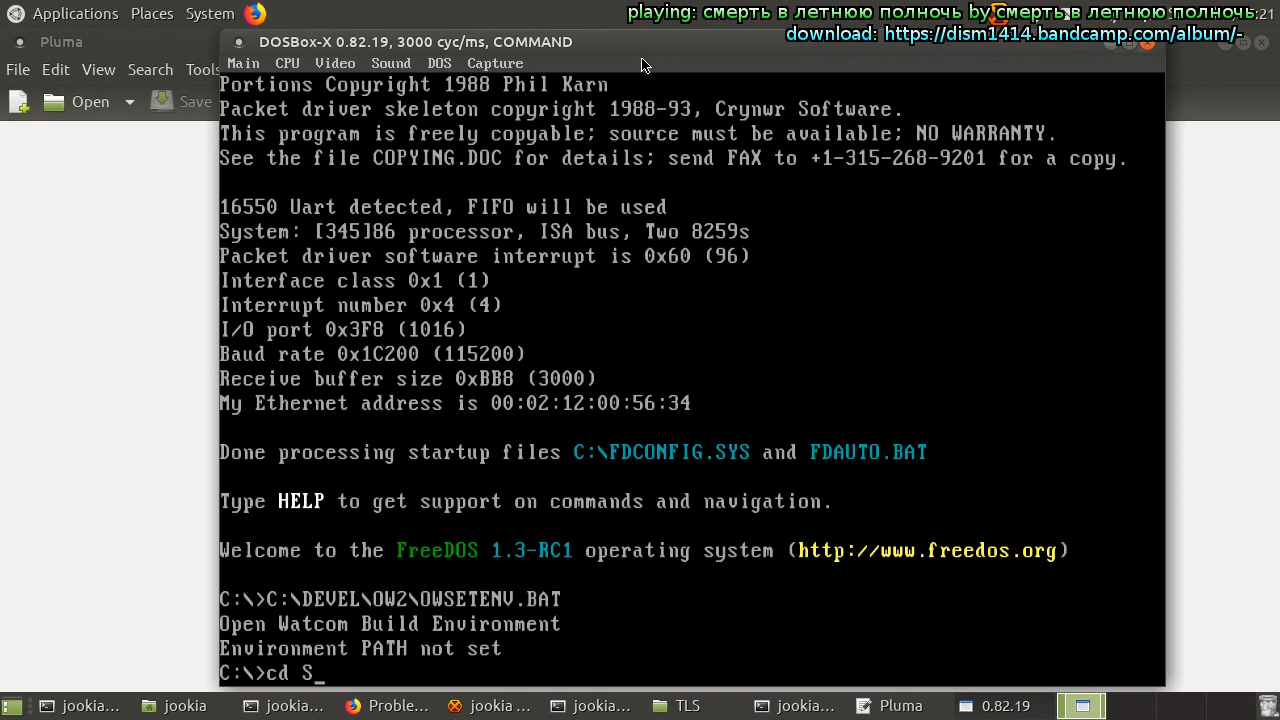 Applications Places System
:21
playing: смерть в летнюю полночь by смерть в летнюю полночь
download: https://dism1414.bandcamp.com/album/-
Pluma
DOSBox-X 0.82.19, 3000 cyc/ms, COMMAND
File Edit View Search Tools
Main CPU Video Sound DOS Capture
Open Save
Portions Copyright 1988 Phil Karn
Packet driver skeleton copyright 1988-93, Crynwr Software.
This program is freely copyable; source must be available; NO WARRANTY.
See the file COPYING.DOC for details; send FAX to +1-315-268-9201 for a copy.
16550 Uart detected, FIFO will be used
System: [345]86 processor, ISA bus, Two 8259s
Packet driver software interrupt is 0x60 (96)
Interface class 0x1 (1)
Interrupt number 0x4 (4)
I/O port 0x3F8 (1016)
Baud rate 0x1C200 (115200)
Receive buffer size 0xBB8 (3000)
My Ethernet address is 00:02:12:00:56:34
Done processing startup files C:\FDCONFIG.SYS and FDAUTO.BAT
Type HELP to get support on commands and navigation.
Welcome to the FreeDOS 1.3-RC1 operating system (http://www.freedos.org)
C:\>C:\DEVEL\OW2\OWSETENV.BAT
Open Watcom Build Environment
Environment PATH not set
C:\>cd S_
jookia... jookia jookia... Proble... jookia ... jookia... TLS jookia... Pluma 0.82.19